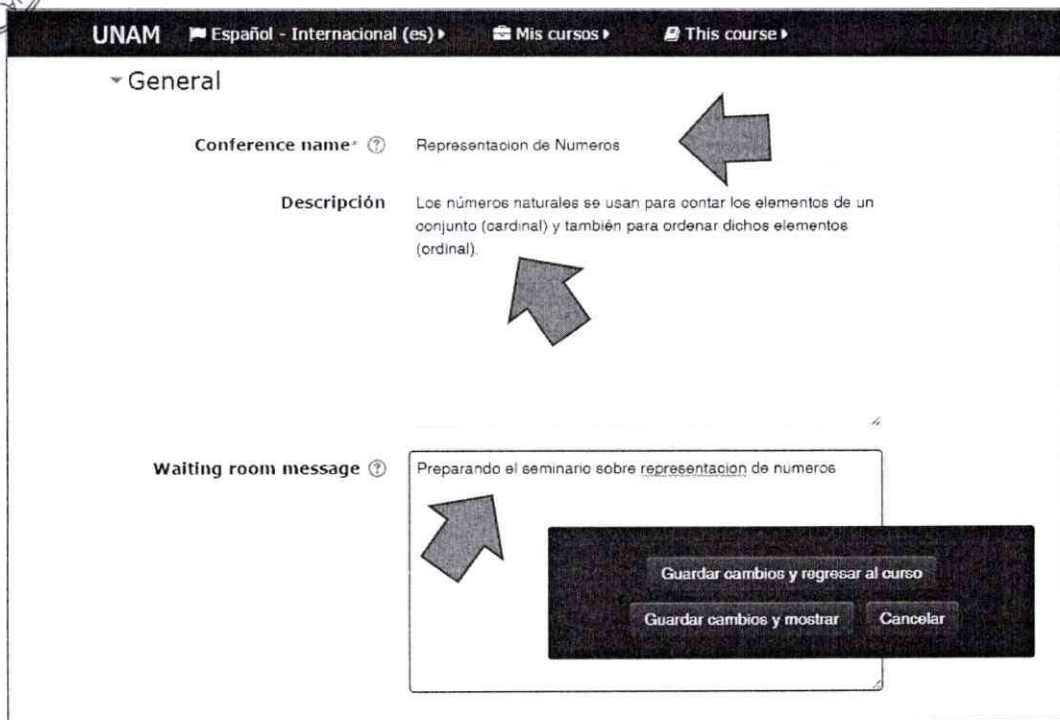 UNAM Español - Internacional (es) Mis cursos This course
General
Conference name* Representacion de Numeros
Descripción Los números naturales se usan para contar los elementos de un
conjunto (cardinal) y también para ordenar dichos elementos
(ordinal).
Waiting room message Preparando el seminario sobre representacion de numeros
Guardar cambios y regresar al curso
Guardar cambios y mostrar Cancelar